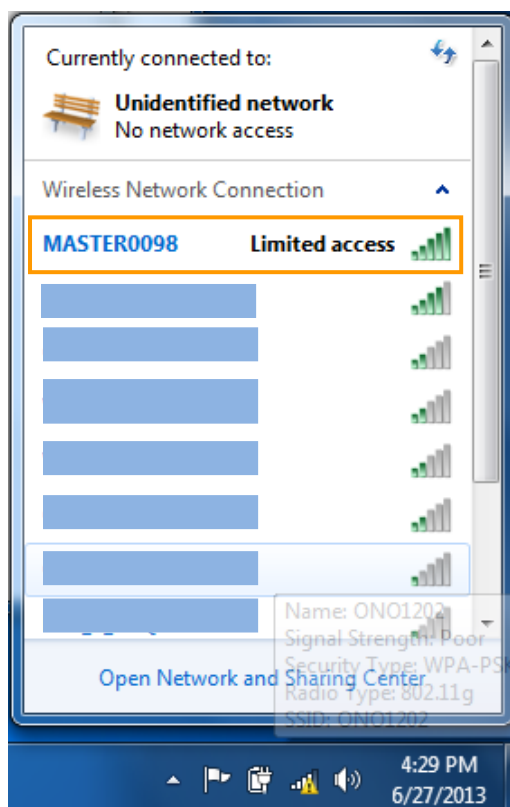 Currently connected to:
Unidentified network
No network access
Wireless Network Connection
MASTER0098 Limited access
Name: ONO1202
Signal Strength: Poor
Security Type: WPA-PSK
Radio Type: 802.11g
SSID: ONO1202
Open Network and Sharing Center
4:29 PM
6/27/2013